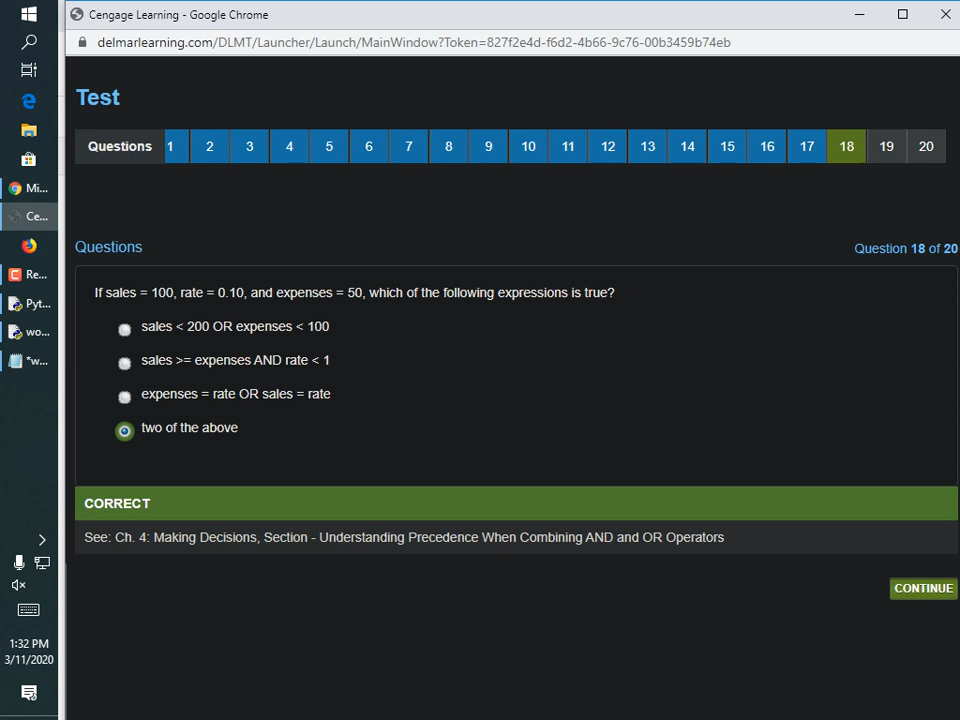 Cengage Learning - Google Chrome
delmarlearning.com/DLMT/Launcher/Launch/MainWindow?Token=827f2e4d-f6d2-4b66-9c76-00b3459b74eb
Test
Questions 1 2 3 4 5 6 7 8 9 10 11 12 13 14 15 16 17 18 19 20
Questions
Question 18 of 20
If sales = 100, rate = 0.10, and expenses = 50, which of the following expressions is true?
sales < 200 OR expenses < 100
sales >= expenses AND rate < 1
expenses = rate OR sales = rate
two of the above
CORRECT
See: Ch. 4: Making Decisions, Section - Understanding Precedence When Combining AND and OR Operators
CONTINUE
Mi...
Ce...
Re...
Pyt...
wo...
*w...
1:32 PM
3/11/2020